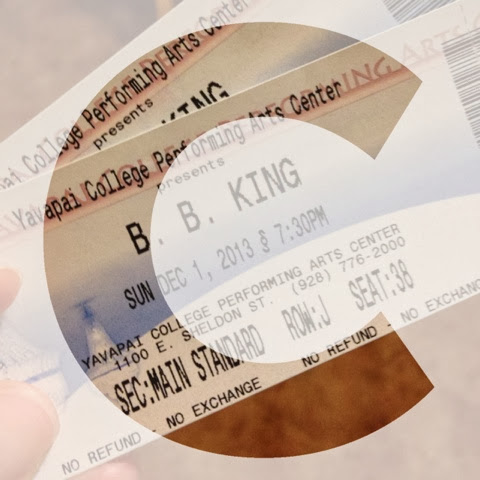 Performing Arts Center
presents
KING
Yavapai College Performing Arts Center
presents
B. B. KING
SUN DEC 1, 2013 @ 7:30PM
YAVAPAI COLLEGE PERFORMING ARTS CENTER
1100 E. SHELDON ST. (928) 776-2000
SEC:MAIN STANDARD ROW:J SEAT:38
NO REFUND - NO EXCHANGE NO REFUND - NO EXCHANGE